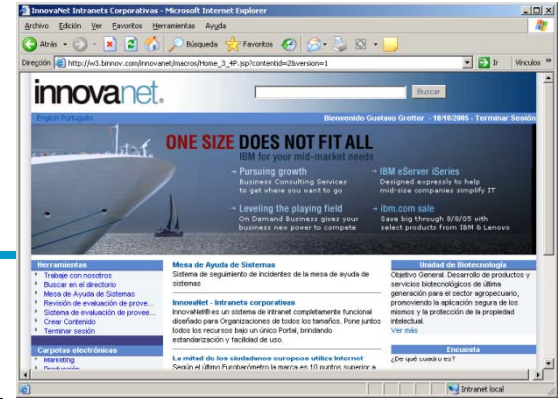 InnovaNet Intranets Corporativas - Microsoft Internet Explorer
Archivo Edición Ver Favoritos Herramientas Ayuda
Atrás Búsqueda Favoritos
Dirección http://w3.binnov.com/innovanet/macros/Home_3_4P.jsp?contentid=2&version=1 Ir Vínculos »
innovanet. Buscar
English Português Bienvenido Gustavo Gretter - 10/10/2005 - Terminar Sesión
ONE SIZE DOES NOT FIT ALL
IBM for your mid-market needs
→ Pursuing growth
Business Consulting Services
to get where you want to go
→ IBM eServer iSeries
Designed expressly to help
mid-size companies simplify IT
→ Leveling the playing field
On Demand Business gives your
business new power to compete
→ ibm.com sale
Save big through 8/8/05 with
select products from IBM & Lenovo
Herramientas
Trabaje con nosotros
Buscar en el directorio
Mesa de Ayuda de Sistemas
Revisión de evaluación de prove...
Sistema de evaluación de provee...
Crear Contenido
Terminar sesión
Carpetas electrónicas
Marketing
Mesa de Ayuda de Sistemas
Sistema de seguimiento de incidentes de la mesa de ayuda de
sistemas
InnovaNet - Intranets corporativas
InnovaNet® es un sistema de intranet completamente funcional
diseñado para Organizaciones de todos los tamaños. Pone juntos
todos los recursos bajo un único Portal, brindando
estandarización y facilidad de uso.
La mitad de los ciudadanos europeos utiliza Internet
Según el último Eurobarómetro la marca es 10 puntos superior a
Unidad de Biotecnología
Objetivo General. Desarrollo de productos y
servicios biotecnológicos de última
generación para el sector agropecuario,
promoviendo la aplicación segura de los
mismos y la protección de la propiedad
intelectual.
Ver más
Encuesta
¿De qué cuadro es?
Intranet local